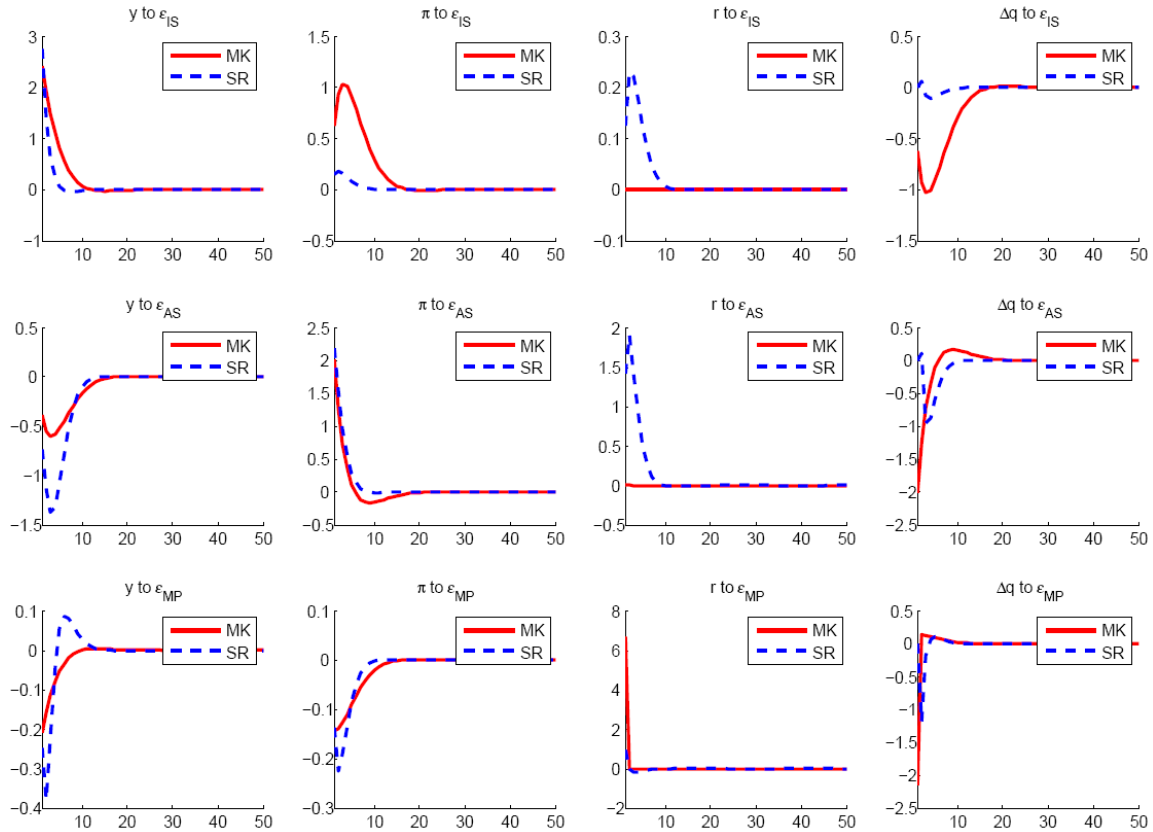 y to ε_IS
3
2
1
0
−1
10 20 30 40 50
MK
SR
π to ε_IS
1.5
1
0.5
0
−0.5
10 20 30 40 50
MK
SR
r to ε_IS
0.3
0.2
0.1
0
−0.1
10 20 30 40 50
MK
SR
Δq to ε_IS
0.5
0
−0.5
−1
−1.5
10 20 30 40 50
MK
SR
y to ε_AS
0.5
0
−0.5
−1
−1.5
10 20 30 40 50
MK
SR
π to ε_AS
2.5
2
1.5
1
0.5
0
−0.5
10 20 30 40 50
MK
SR
r to ε_AS
2
1.5
1
0.5
0
−0.5
10 20 30 40 50
MK
SR
Δq to ε_AS
0.5
0
−0.5
−1
−1.5
−2
−2.5
10 20 30 40 50
MK
SR
y to ε_MP
0.1
0
−0.1
−0.2
−0.3
−0.4
10 20 30 40 50
MK
SR
π to ε_MP
0.1
0
−0.1
−0.2
−0.3
10 20 30 40 50
MK
SR
r to ε_MP
8
6
4
2
0
−2
10 20 30 40 50
MK
SR
Δq to ε_MP
0.5
0
−0.5
−1
−1.5
−2
−2.5
10 20 30 40 50
MK
SR